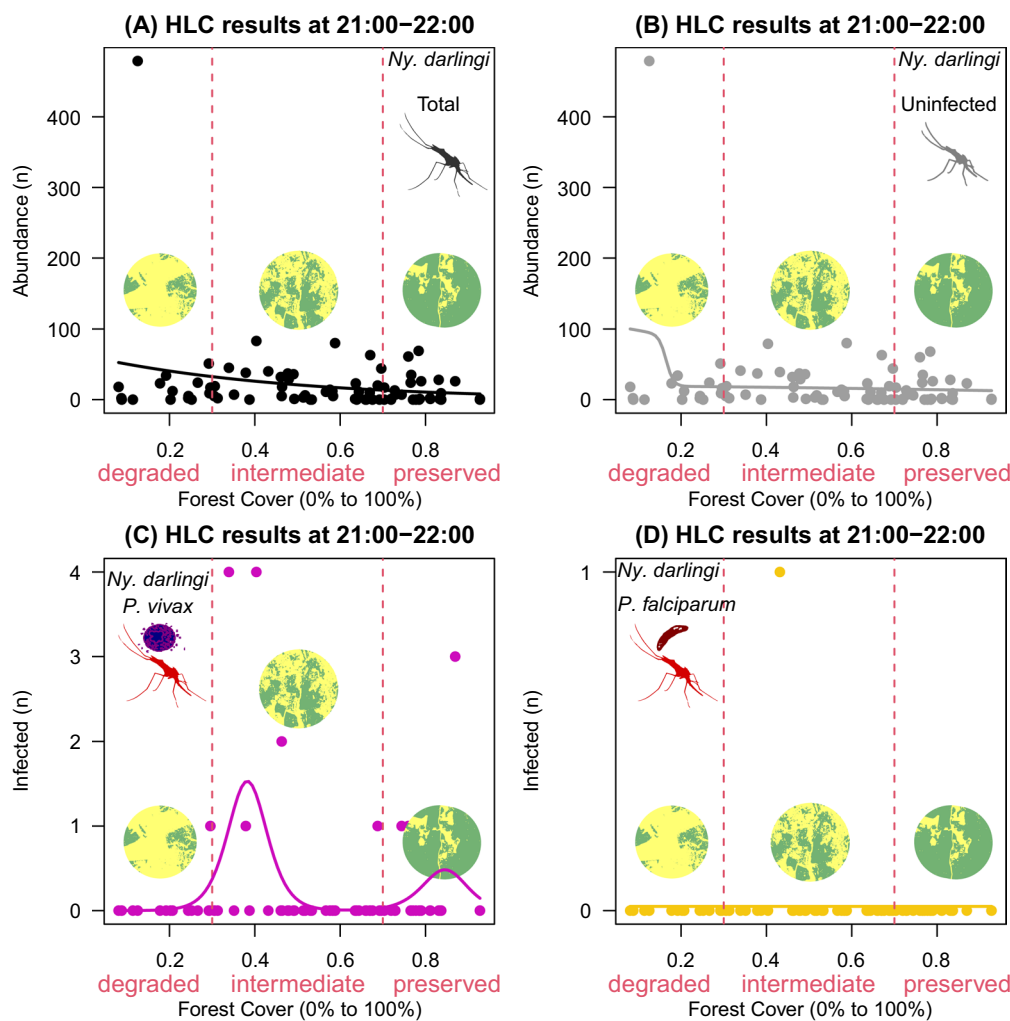 (A) HLC results at 21:00−22:00
Ny. darlingi
Total
Abundance (n)
400
300
200
100
0
0.2 0.4 0.6 0.8
degraded intermediate preserved
Forest Cover (0% to 100%)
(B) HLC results at 21:00−22:00
Ny. darlingi
Uninfected
Abundance (n)
400
300
200
100
0
0.2 0.4 0.6 0.8
degraded intermediate preserved
Forest Cover (0% to 100%)
(C) HLC results at 21:00−22:00
Ny. darlingi
P. vivax
Infected (n)
4
3
2
1
0
0.2 0.4 0.6 0.8
degraded intermediate preserved
Forest Cover (0% to 100%)
(D) HLC results at 21:00−22:00
Ny. darlingi
P. falciparum
Infected (n)
1
0
0.2 0.4 0.6 0.8
degraded intermediate preserved
Forest Cover (0% to 100%)